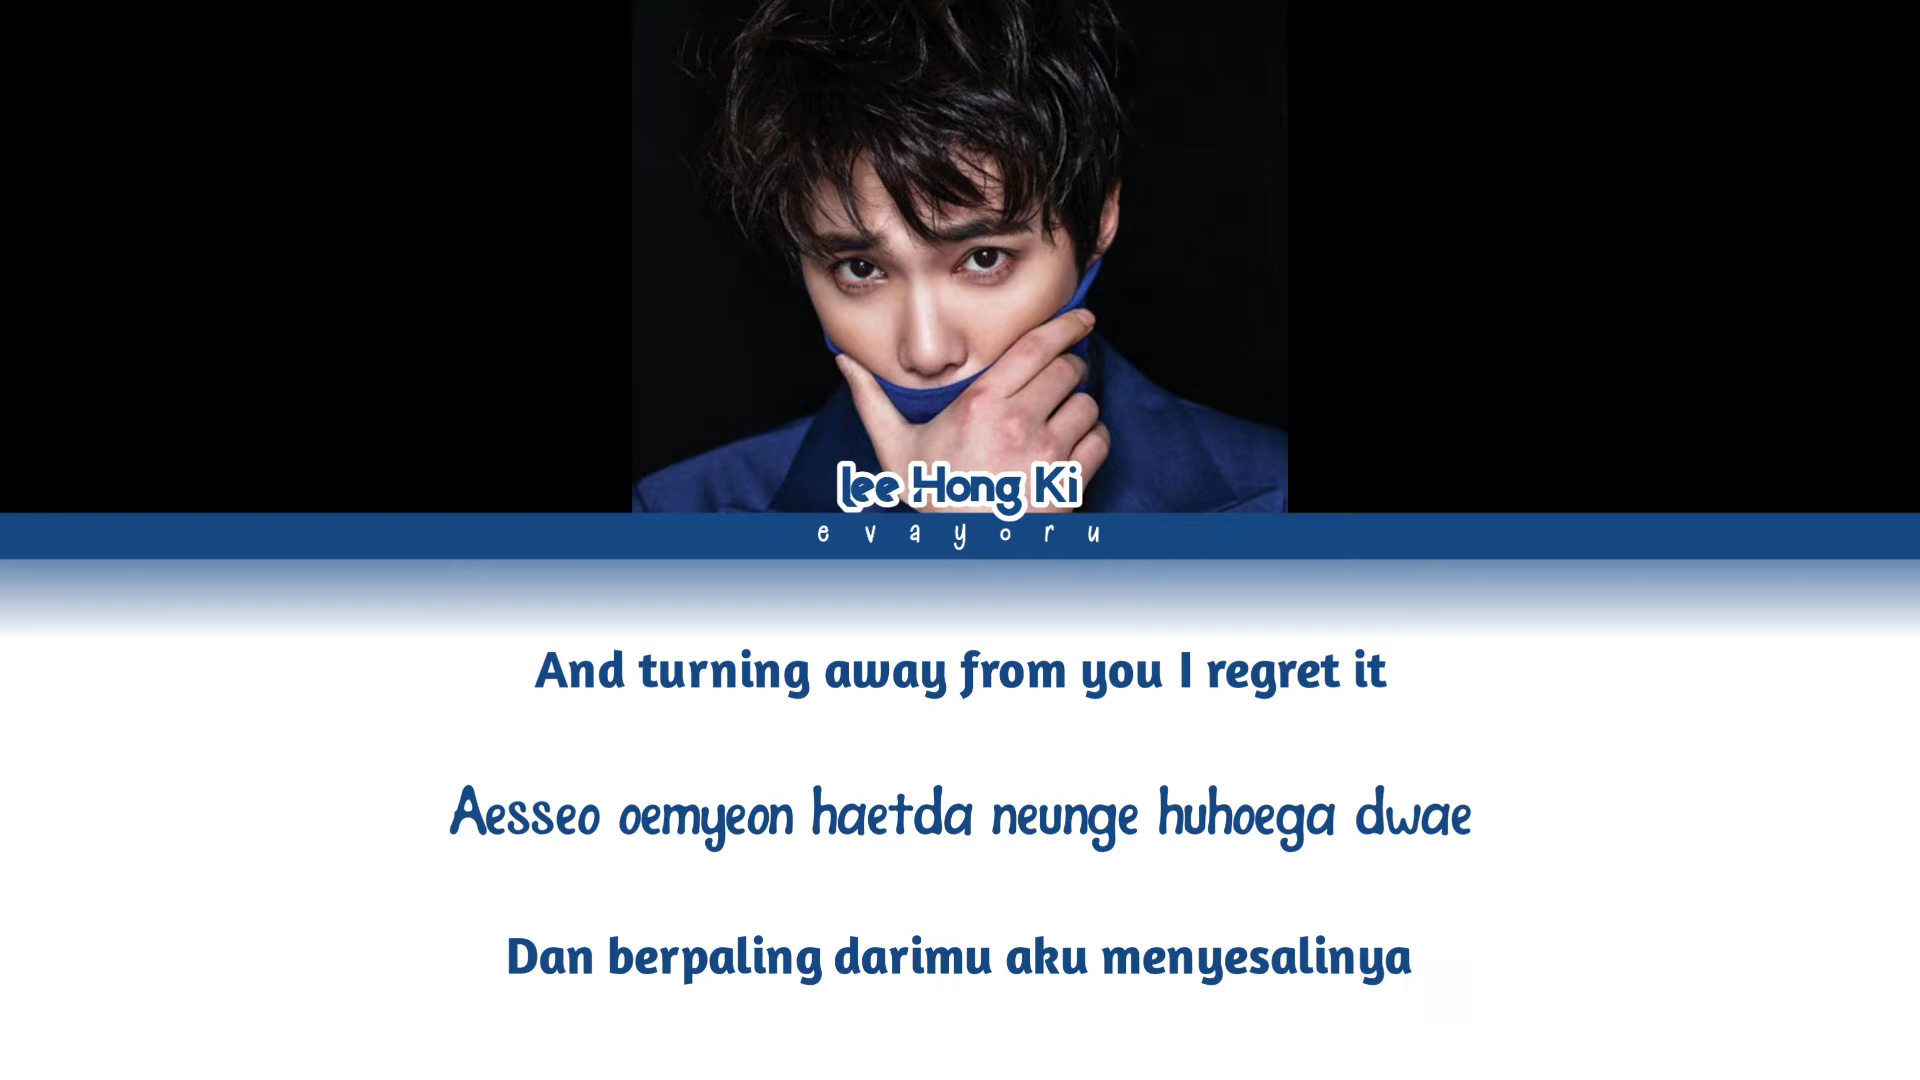 Lee Hong Ki
evayoru
And turning away from you I regret it
Aesseo oemyeon haetda neunge huhoega dwae
Dan berpaling darimu aku menyesalinya